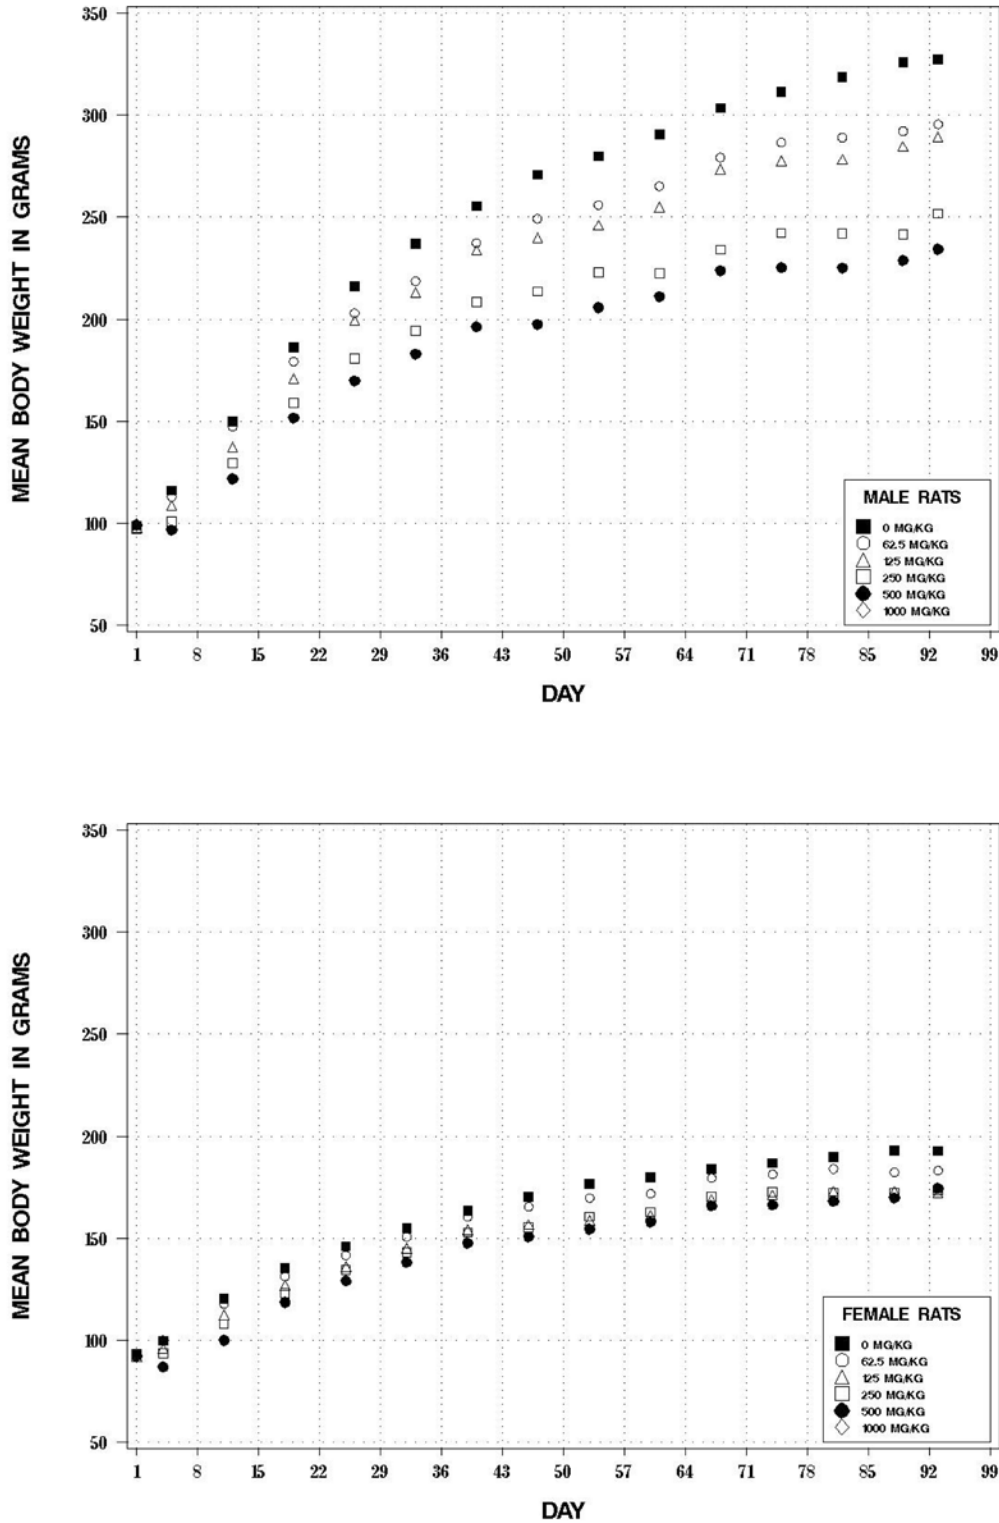 350
300
250
200
150
100
50
MEAN BODY WEIGHT IN GRAMS
MALE RATS
0 MG/KG
62.5 MG/KG
125 MG/KG
250 MG/KG
500 MG/KG
1000 MG/KG
1 8 15 22 29 36 43 50 57 64 71 78 85 92 99
DAY
350
300
250
200
150
100
50
MEAN BODY WEIGHT IN GRAMS
FEMALE RATS
0 MG/KG
62.5 MG/KG
125 MG/KG
250 MG/KG
500 MG/KG
1000 MG/KG
1 8 15 22 29 36 43 50 57 64 71 78 85 92 99
DAY